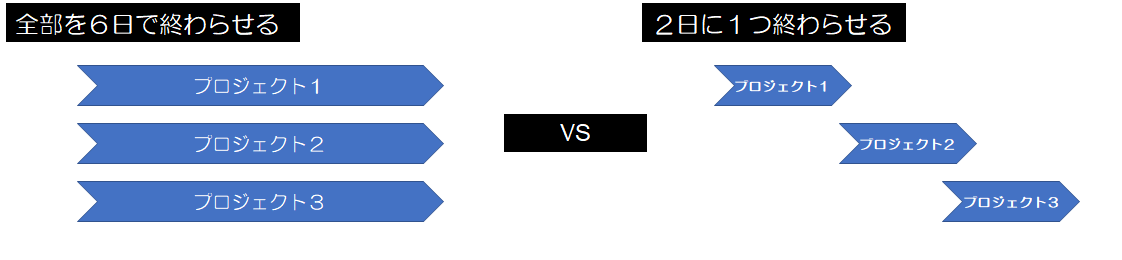 全部を６日で終わらせる
２日に１つ終わらせる
プロジェクト１
プロジェクト２
プロジェクト３
VS
プロジェクト1
プロジェクト2
プロジェクト3